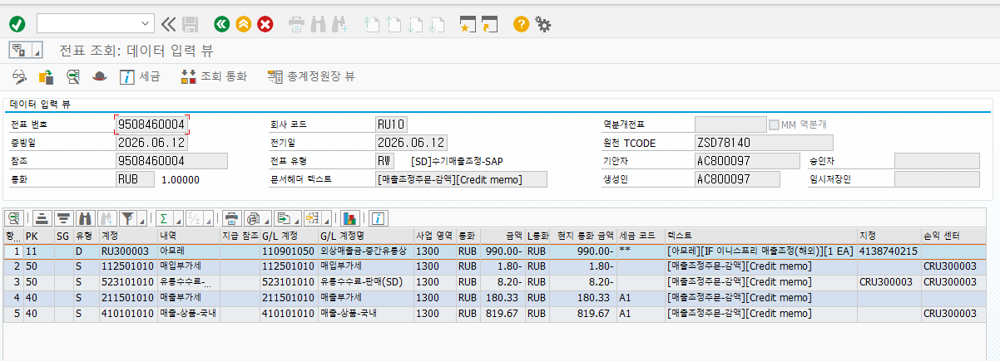 전표 조회: 데이터 입력 뷰
세금 조회 통화 총계정원장 뷰
데이터 입력 뷰
전표 번호 9508460004 회사 코드 RU10 역분개전표 MM 역분개
증빙일 2026.06.12 전기일 2026.06.12 원천 TCODE ZSD78140
참조 9508460004 전표 유형 RW [SD]수기매출조정-SAP 기안자 AC800097 승인자
통화 RUB 1.00000 문서헤더 텍스트 [매출조정주문-감액][Credit memo] 생성인 AC800097 임시저장인
항... PK SG 유형 계정 내역 지급 참조 G/L 계정 G/L 계정명 사업 영역 통화 금액 L통화 현지 통화 금액 세금 코드 텍스트 지정 손익 센터
1 11 D RU300003 아모레 110901050 외상매출금-중간유통상 1300 RUB 990.00- RUB 990.00- ** [아모레][IF 이니스프리 매출조정(해외)][1 EA] 4138740215
2 50 S 112501010 매입부가세 112501010 매입부가세 1300 RUB 1.80- RUB 1.80- [매출조정주문-감액][Credit memo] CRU300003
3 50 S 523101010 유통수수료-... 523101010 유통수수료-판매(SD) 1300 RUB 8.20- RUB 8.20- [매출조정주문-감액][Credit memo] CRU300003 CRU300003
4 40 S 211501010 매출부가세 211501010 매출부가세 1300 RUB 180.33 RUB 180.33 A1 [매출조정주문-감액][Credit memo]
5 40 S 410101010 매출-상품-국내 410101010 매출-상품-국내 1300 RUB 819.67 RUB 819.67 A1 [매출조정주문-감액][Credit memo] CRU300003